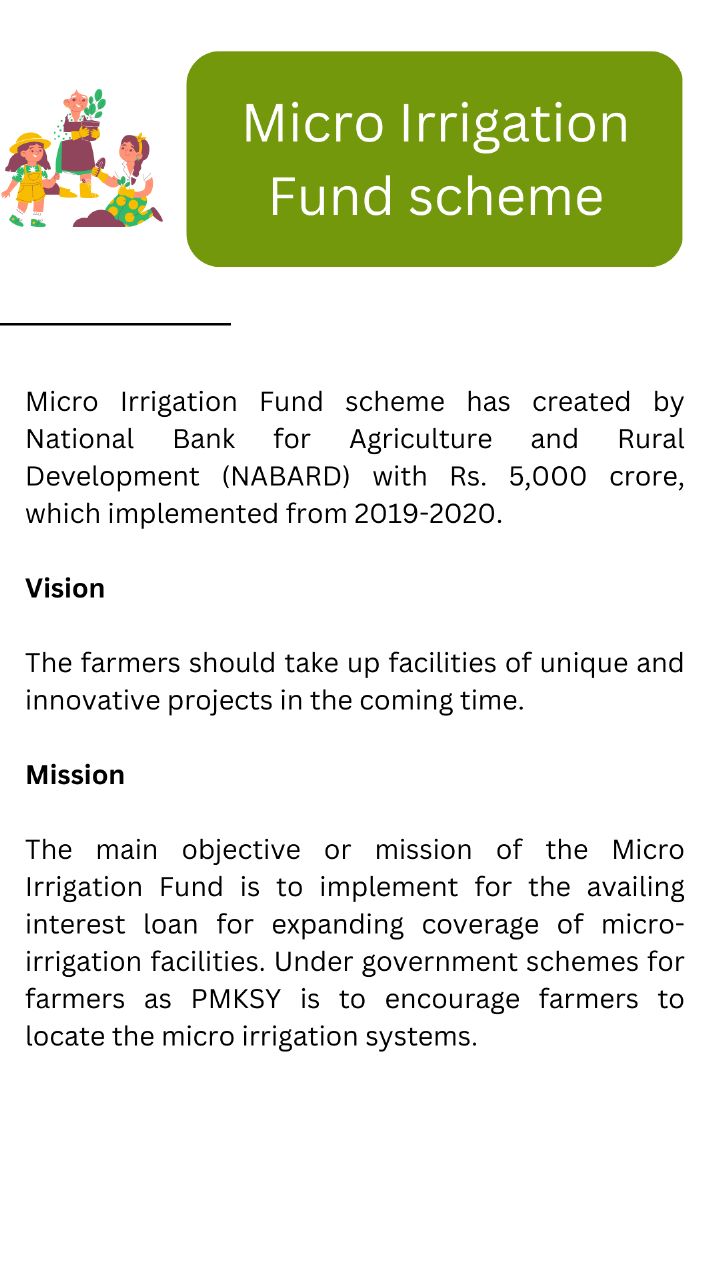 Micro Irrigation
Fund scheme
Micro Irrigation Fund scheme has created by
National Bank for Agriculture and Rural
Development (NABARD) with Rs. 5,000 crore,
which implemented from 2019-2020.
Vision
The farmers should take up facilities of unique and
innovative projects in the coming time.
Mission
The main objective or mission of the Micro
Irrigation Fund is to implement for the availing
interest loan for expanding coverage of micro-
irrigation facilities. Under government schemes for
farmers as PMKSY is to encourage farmers to
locate the micro irrigation systems.